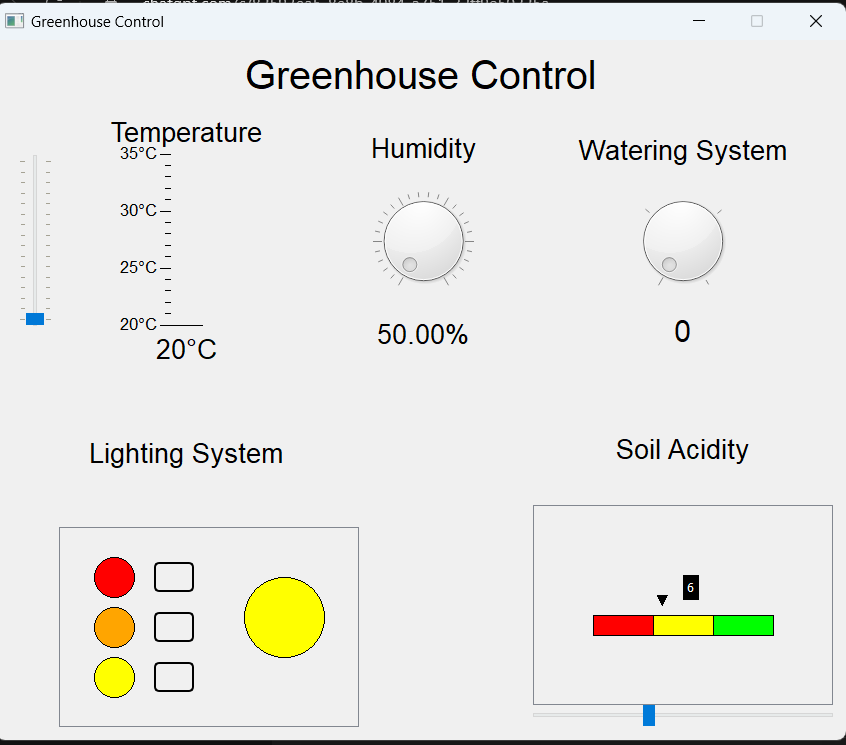 Greenhouse Control
Greenhouse Control
Temperature
Humidity
Watering System
35°C
30°C
25°C
20°C
20°C
50.00%
0
Lighting System
Soil Acidity
6